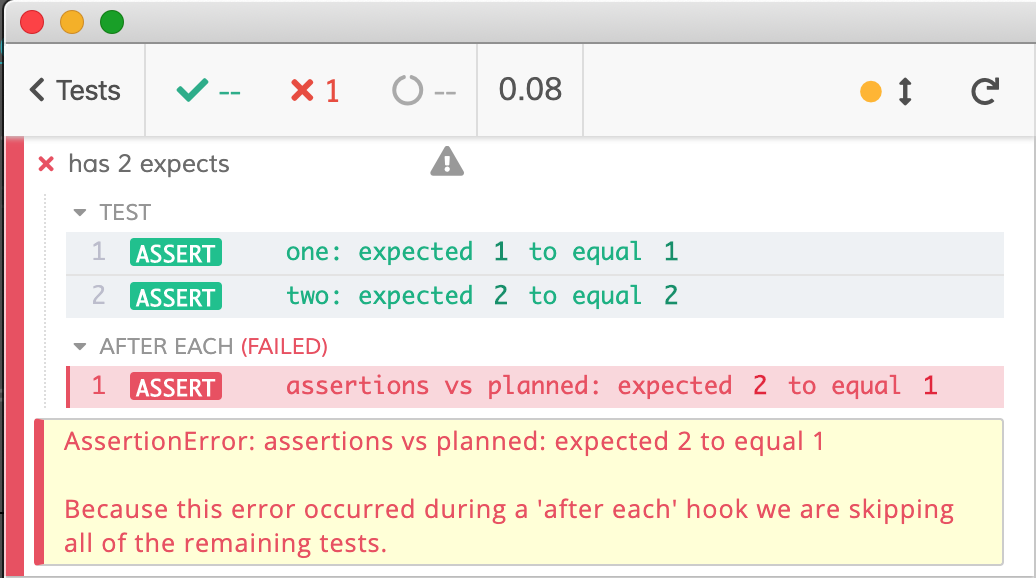 Tests -- 1 -- 0.08
has 2 expects
TEST
1 ASSERT one: expected 1 to equal 1
2 ASSERT two: expected 2 to equal 2
AFTER EACH (FAILED)
1 ASSERT assertions vs planned: expected 2 to equal 1
AssertionError: assertions vs planned: expected 2 to equal 1
Because this error occurred during a 'after each' hook we are skipping
all of the remaining tests.